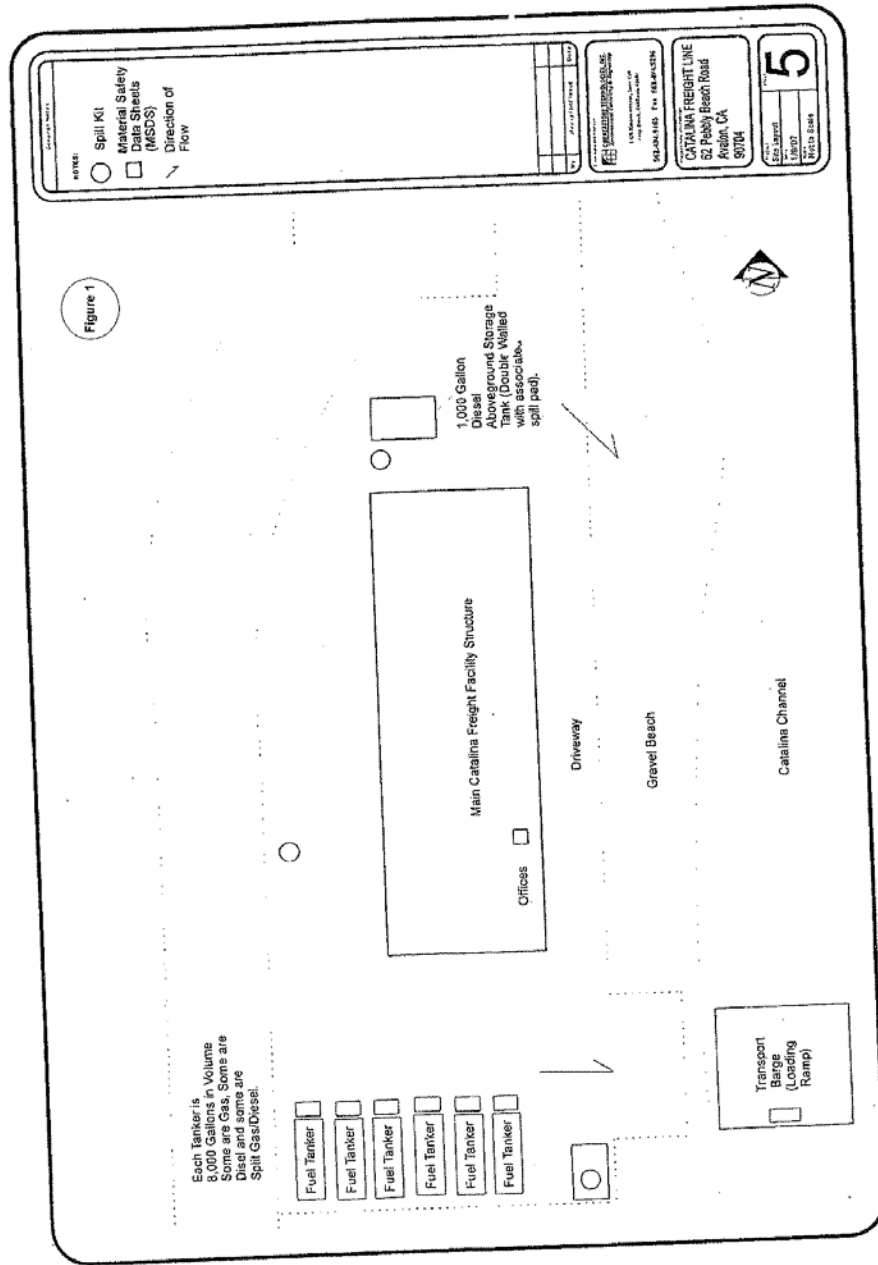 Figure 1
NOTES:
Spill Kit
Material Safety
Data Sheets
(MSDS)
Direction of
Flow
Each Tanker is
8,000 Gallons in Volume
Some are Gas, Some are
Disel and some are
Split Gas/Diesel.
Fuel Tanker
Fuel Tanker
Fuel Tanker
Fuel Tanker
Fuel Tanker
Fuel Tanker
1,000 Gallon
Diesel
Aboveground Storage
Tank (Double Walled
with associated
spill pad).
Main Catalina Freight Facility Structure
Offices
Driveway
Gravel Beach
Catalina Channel
Transport
Barge
(Loading
Ramp)
N
CATALINA FREIGHT LINE
62 Pebbly Beach Road
Avalon, CA
90704
Site Layout
1/8/07
Not to Scale
5